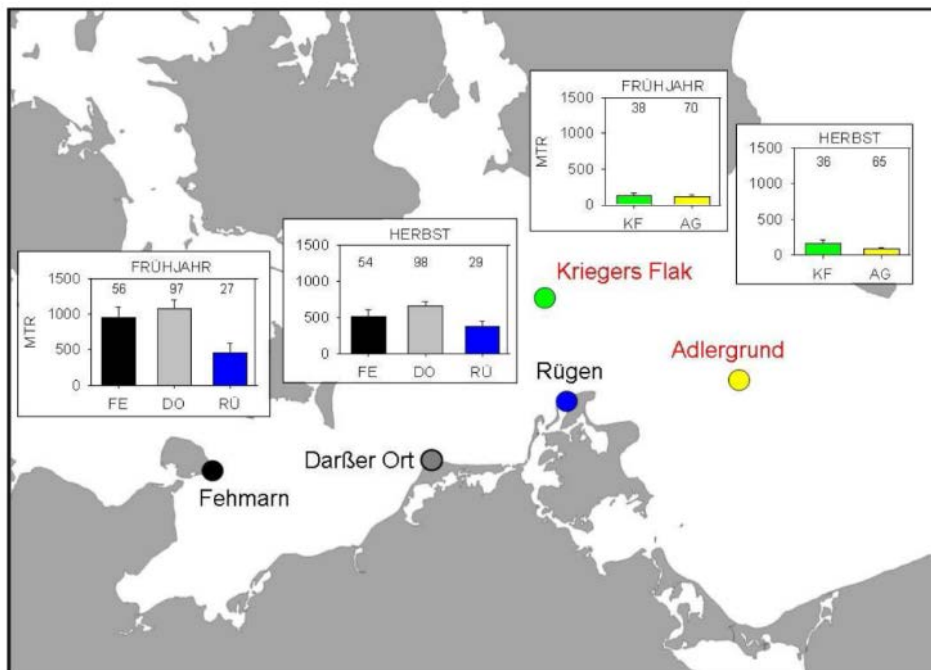 FRÜHJAHR
1500
1000
500
0
MTR
38 70
KF AG
HERBST
1500
1000
500
0
36 65
KF AG
HERBST
1500
1000
500
0
54 98 29
FE DO RÜ
FRÜHJAHR
1500
1000
500
0
MTR
56 97 27
FE DO RÜ
Kriegers Flak
Adlergrund
Rügen
Darßer Ort
Fehmarn